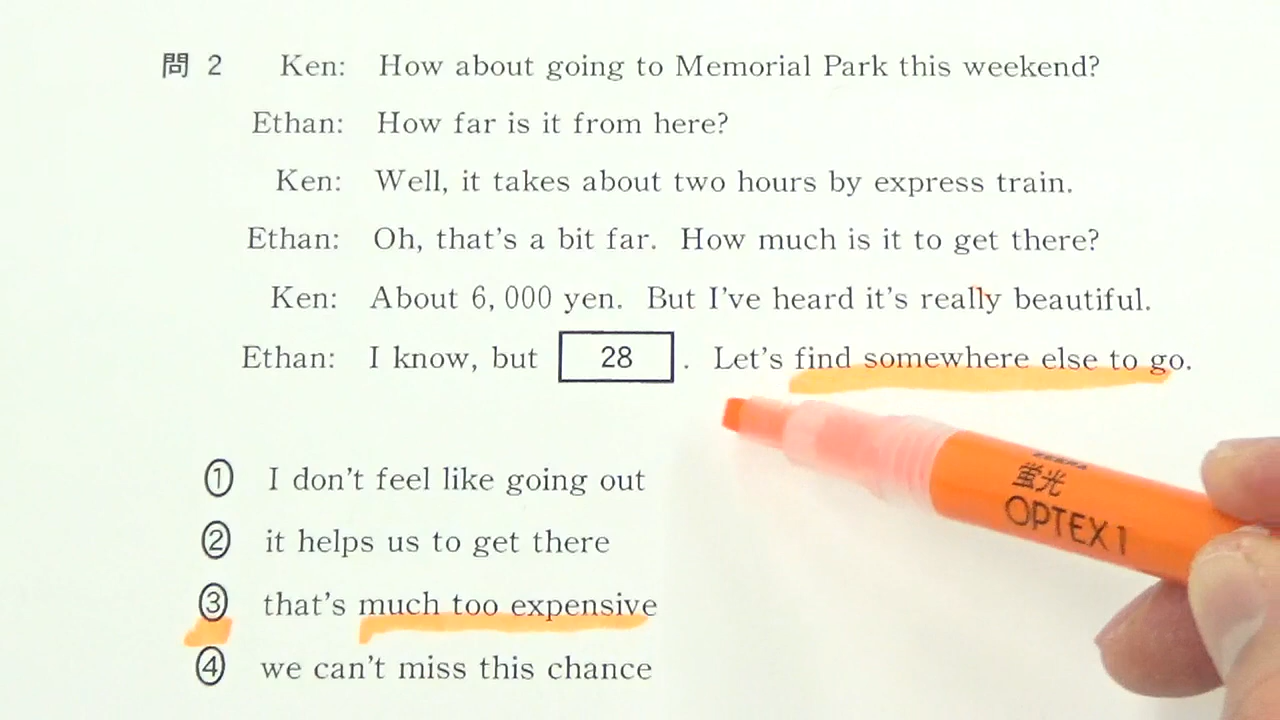 問 2 Ken: How about going to Memorial Park this weekend?
Ethan: How far is it from here?
Ken: Well, it takes about two hours by express train.
Ethan: Oh, that's a bit far. How much is it to get there?
Ken: About 6,000 yen. But I've heard it's really beautiful.
Ethan: I know, but 28 . Let's find somewhere else to go.
① I don't feel like going out
② it helps us to get there
③ that's much too expensive
④ we can't miss this chance
ZEBRA
蛍光
OPTEX 1